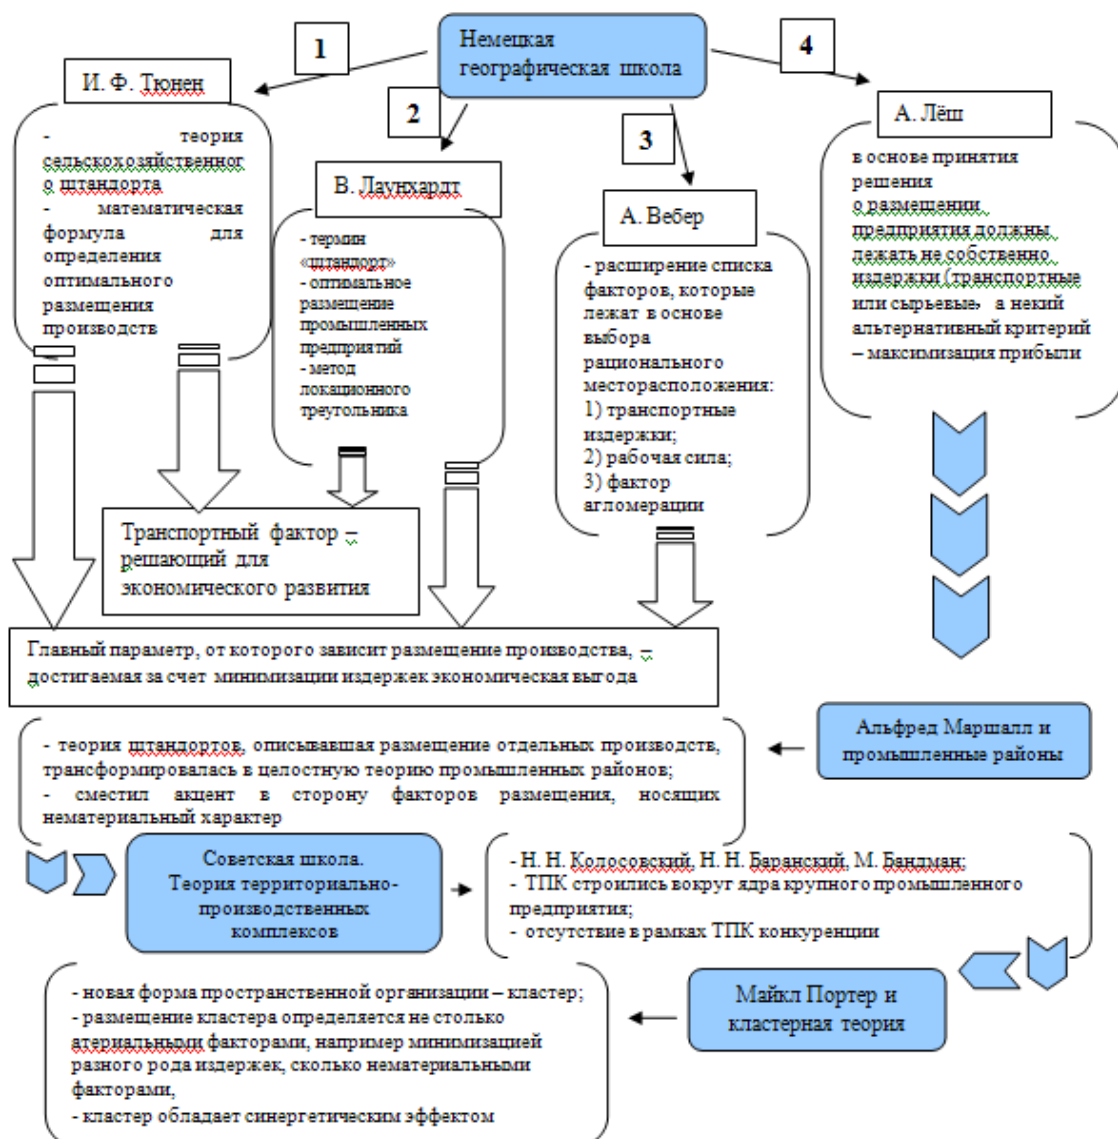 Немецкая
географическая школа
1
И. Ф. Тюнен
- теория
сельскохозяйственног
о штандорта
- математическая
формула для
определения
оптимального
размещения
производств
2
В. Лаунхардт
- термин
«штандорт»
- оптимальное
размещение
промышленных
предприятий
- метод
локационного
треугольника
3
А. Вебер
- расширение списка
факторов, которые
лежат в основе
выбора
рационального
месторасположения:
1) транспортные
издержки;
2) рабочая сила;
3) фактор
агломерации
4
А. Лёш
в основе принятия
решения
о размещении
предприятия должны
лежать не собственно
издержки (транспортные
или сырьевые, а некий
альтернативный критерий
– максимизация прибыли
Транспортный фактор –
решающий для
экономического развития
Главный параметр, от которого зависит размещение производства, –
достигаемая за счет минимизации издержек экономическая выгода
Альфред Маршалл и
промышленные районы
- теория штандортов, описывавшая размещение отдельных производств,
трансформировалась в целостную теорию промышленных районов;
- сместил акцент в сторону факторов размещения, носящих
нематериальный характер
Советская школа.
Теория территориально-
производственных
комплексов
- Н. Н. Колосовский, Н. Н. Баранский, М. Бандман;
- ТПК строились вокруг ядра крупного промышленного
предприятия;
- отсутствие в рамках ТПК конкуренции
Майкл Портер и
кластерная теория
- новая форма пространственной организации – кластер;
- размещение кластера определяется не столько
атериальными факторами, например минимизацией
разного рода издержек, сколько нематериальными
факторами,
- кластер обладает синергетическим эффектом